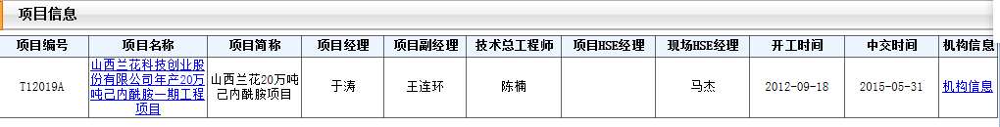 项目信息
项目编号 项目名称 项目简称 项目经理 项目副经理 技术总工程师 项目HSE经理 现场HSE经理 开工时间 中交时间 机构信息
山西兰花科技创业股
份有限公司年产20万 山西兰花20万吨
T12019A 于涛 王连环 陈楠 马杰 2012-09-18 2015-05-31 机构信息
吨己内酰胺一期工程 己内酰胺项目
项目